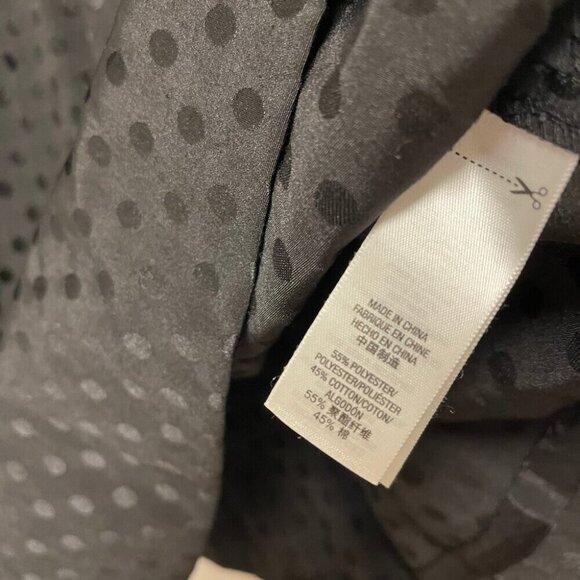 MADE IN CHINA
FABRIQUE EN CHINE
HECHO EN CHINA
中国制造
55% POLYESTER/
POLYESTER/POLIÉSTER
45% COTTON/COTON/
ALGODÓN
55% 聚酯纤维
45% 棉